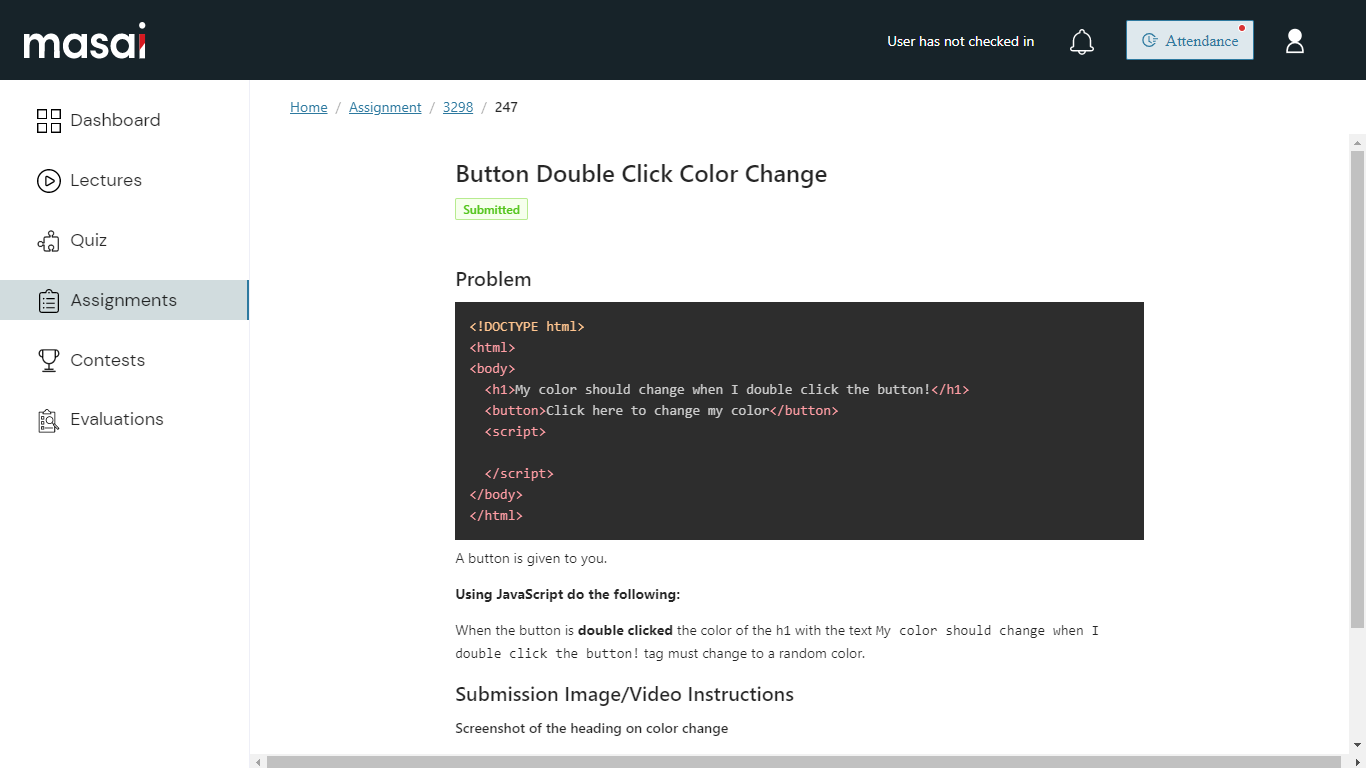 masai
User has not checked in
Attendance
Dashboard
Lectures
Quiz
Assignments
Contests
Evaluations
Home / Assignment / 3298 / 247
Button Double Click Color Change
Submitted
Problem
<!DOCTYPE html>
<html>
<body>
  <h1>My color should change when I double click the button!</h1>
  <button>Click here to change my color</button>
  <script>
  </script>
</body>
</html>
A button is given to you.
Using JavaScript do the following:
When the button is double clicked the color of the h1 with the text My color should change when I
double click the button! tag must change to a random color.
Submission Image/Video Instructions
Screenshot of the heading on color change